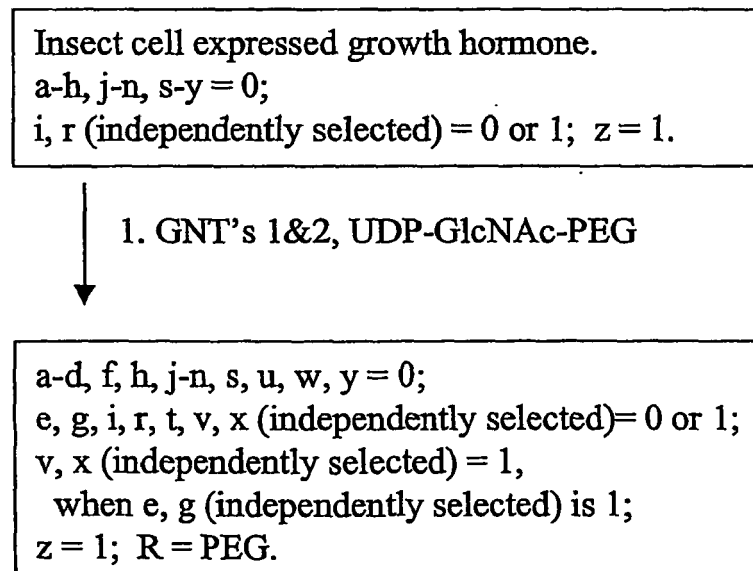 Insect cell expressed growth hormone.
a-h, j-n, s-y = 0;
i, r (independently selected) = 0 or 1;  z = 1.
1. GNT's 1&2, UDP-GlcNAc-PEG
a-d, f, h, j-n, s, u, w, y = 0;
e, g, i, r, t, v, x (independently selected)= 0 or 1;
v, x (independently selected) = 1,
when e, g (independently selected) is 1;
z = 1;  R = PEG.